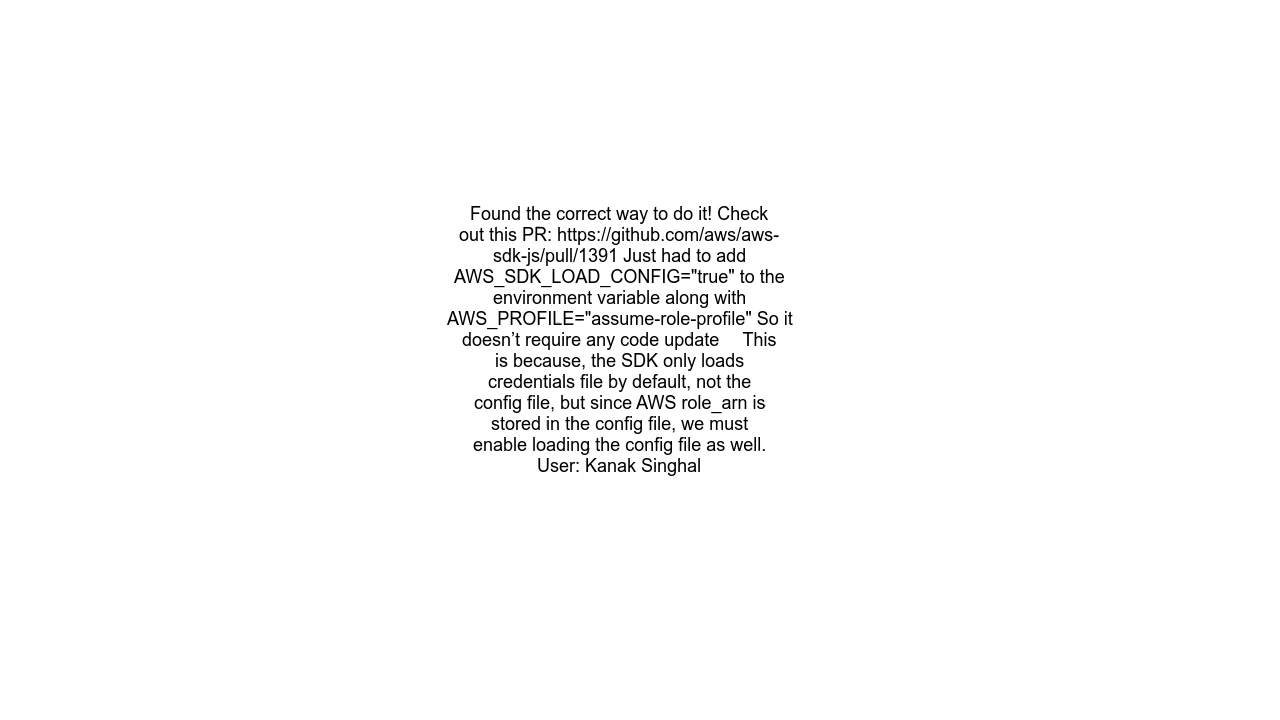 Found the correct way to do it! Check
out this PR: https://github.com/aws/aws-
sdk-js/pull/1391 Just had to add
AWS_SDK_LOAD_CONFIG="true" to the
environment variable along with
AWS_PROFILE="assume-role-profile" So it
doesn’t require any code update     This
is because, the SDK only loads
credentials file by default, not the
config file, but since AWS role_arn is
stored in the config file, we must
enable loading the config file as well.
User: Kanak Singhal